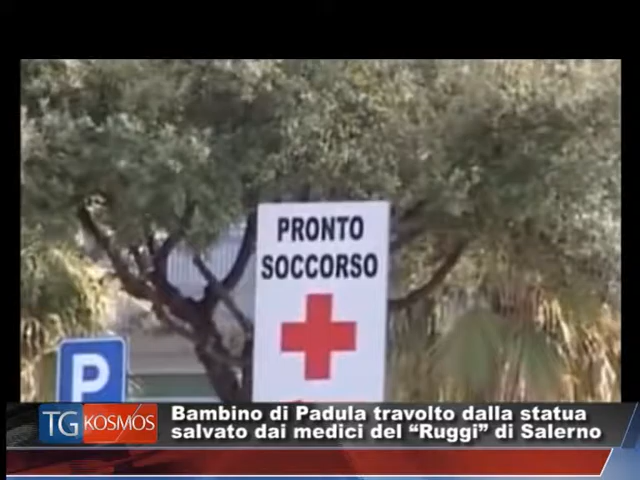 PRONTO
SOCCORSO
P
TG KOSMOS
Bambino di Padula travolto dalla statua
salvato dai medici del “Ruggi” di Salerno